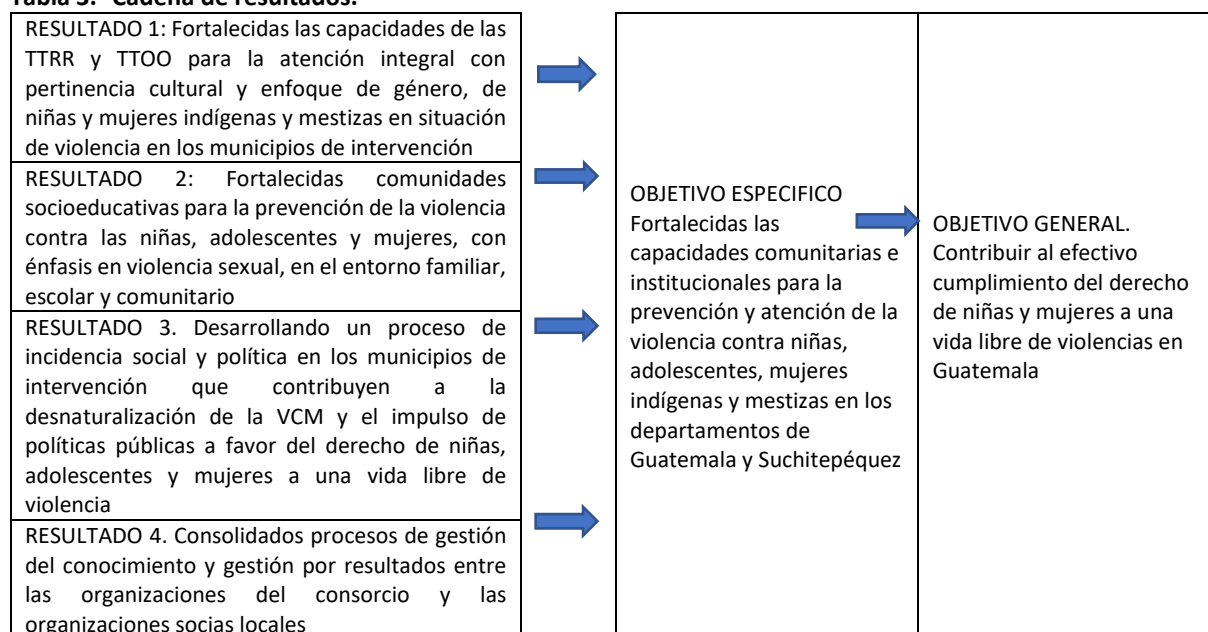 Tabla 3. Cadena de resultados.
RESULTADO 1: Fortalecidas las capacidades de las
TTRR y TTOO para la atención integral con
pertinencia cultural y enfoque de género, de
niñas y mujeres indígenas y mestizas en situación
de violencia en los municipios de intervención
RESULTADO 2: Fortalecidas comunidades
socioeducativas para la prevención de la violencia
contra las niñas, adolescentes y mujeres, con
énfasis en violencia sexual, en el entorno familiar,
escolar y comunitario
RESULTADO 3. Desarrollando un proceso de
incidencia social y política en los municipios de
intervención que contribuyen a la
desnaturalización de la VCM y el impulso de
políticas públicas a favor del derecho de niñas,
adolescentes y mujeres a una vida libre de
violencia
RESULTADO 4. Consolidados procesos de gestión
del conocimiento y gestión por resultados entre
las organizaciones del consorcio y las
organizaciones socias locales
OBJETIVO ESPECIFICO
Fortalecidas las
capacidades comunitarias e
institucionales para la
prevención y atención de la
violencia contra niñas,
adolescentes, mujeres
indígenas y mestizas en los
departamentos de
Guatemala y Suchitepéquez
OBJETIVO GENERAL.
Contribuir al efectivo
cumplimiento del derecho
de niñas y mujeres a una
vida libre de violencias en
Guatemala